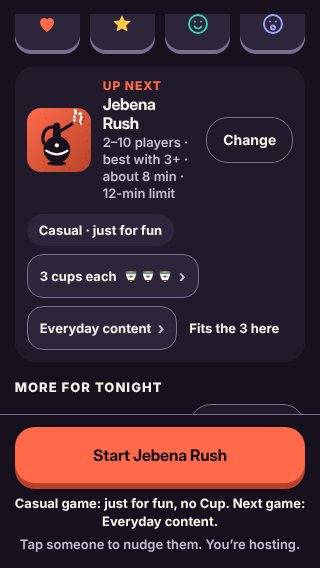 UP NEXT
Jebena
Rush
2–10 players ·
best with 3+ ·
about 8 min ·
12-min limit
Change
Casual · just for fun
3 cups each ›
Everyday content ›
Fits the 3 here
MORE FOR TONIGHT
Start Jebena Rush
Casual game: just for fun, no Cup. Next game:
Everyday content.
Tap someone to nudge them. You’re hosting.